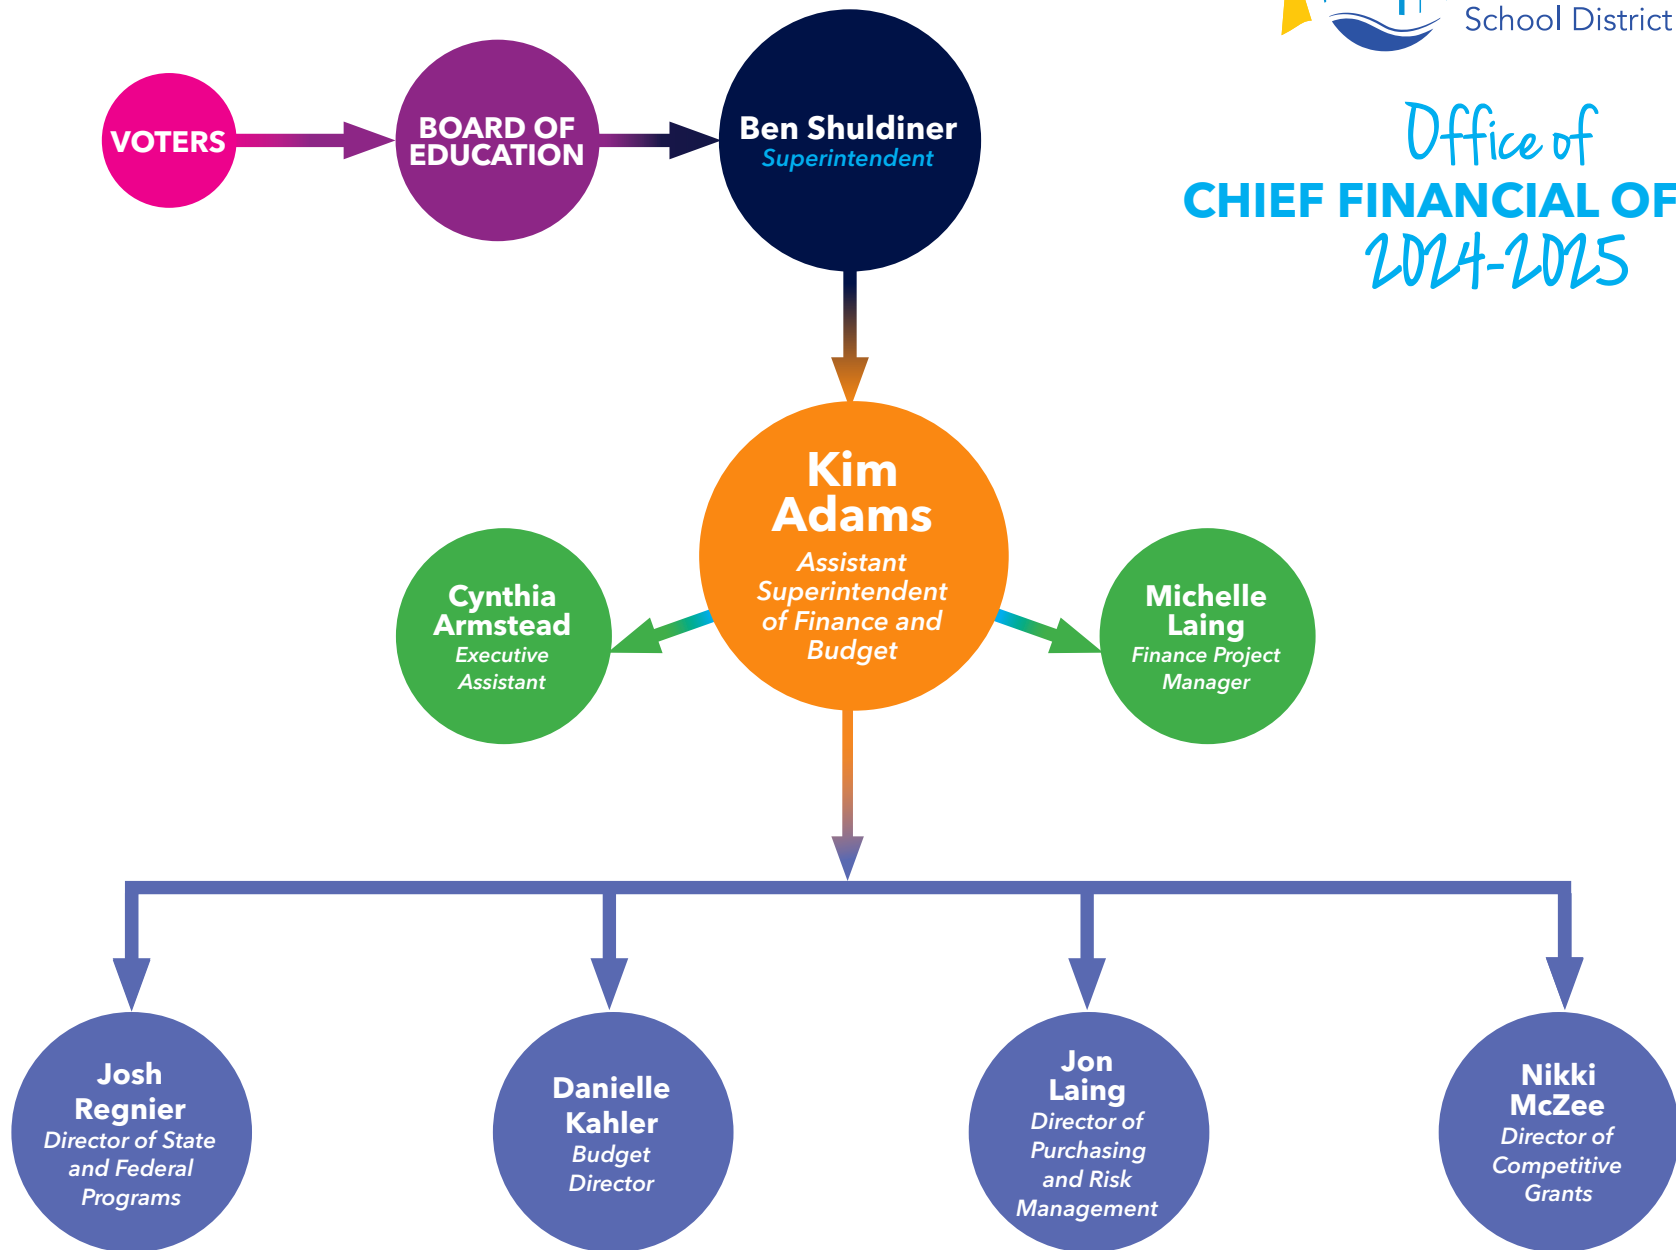 School District
Office of
CHIEF FINANCIAL OF
2024-2025
VOTERS
BOARD OF
EDUCATION
Ben Shuldiner
Superintendent
Kim
Adams
Assistant
Superintendent
of Finance and
Budget
Cynthia
Armstead
Executive
Assistant
Michelle
Laing
Finance Project
Manager
Josh
Regnier
Director of State
and Federal
Programs
Danielle
Kahler
Budget
Director
Jon
Laing
Director of
Purchasing
and Risk
Management
Nikki
McZee
Director of
Competitive
Grants